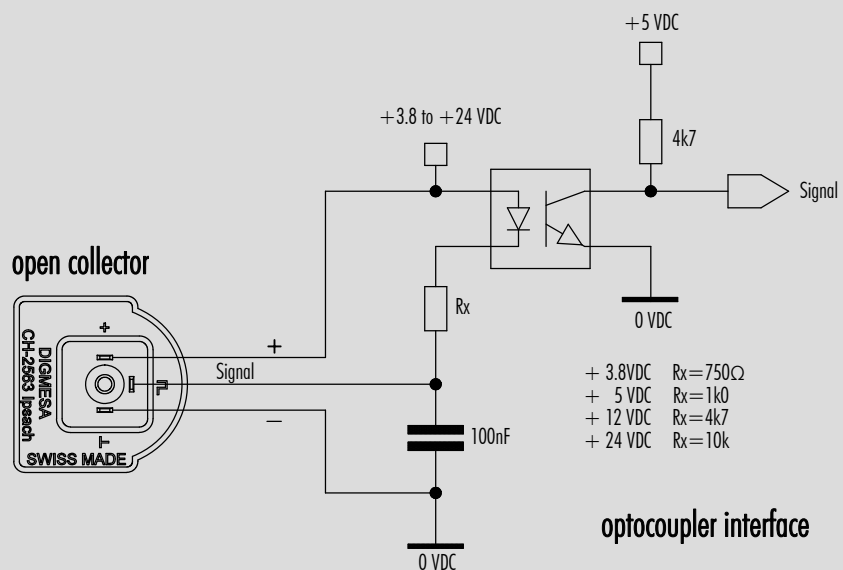 +5 VDC
+3.8 to +24 VDC
4k7
Signal
open collector
Rx
0 VDC
+
DIGMESA
CH-2563 Ipsach
SWISS MADE
+
Signal
–
100nF
+ 3.8VDC Rx=750Ω
+ 5 VDC Rx=1k0
+ 12 VDC Rx=4k7
+ 24 VDC Rx=10k
optocoupler interface
0 VDC